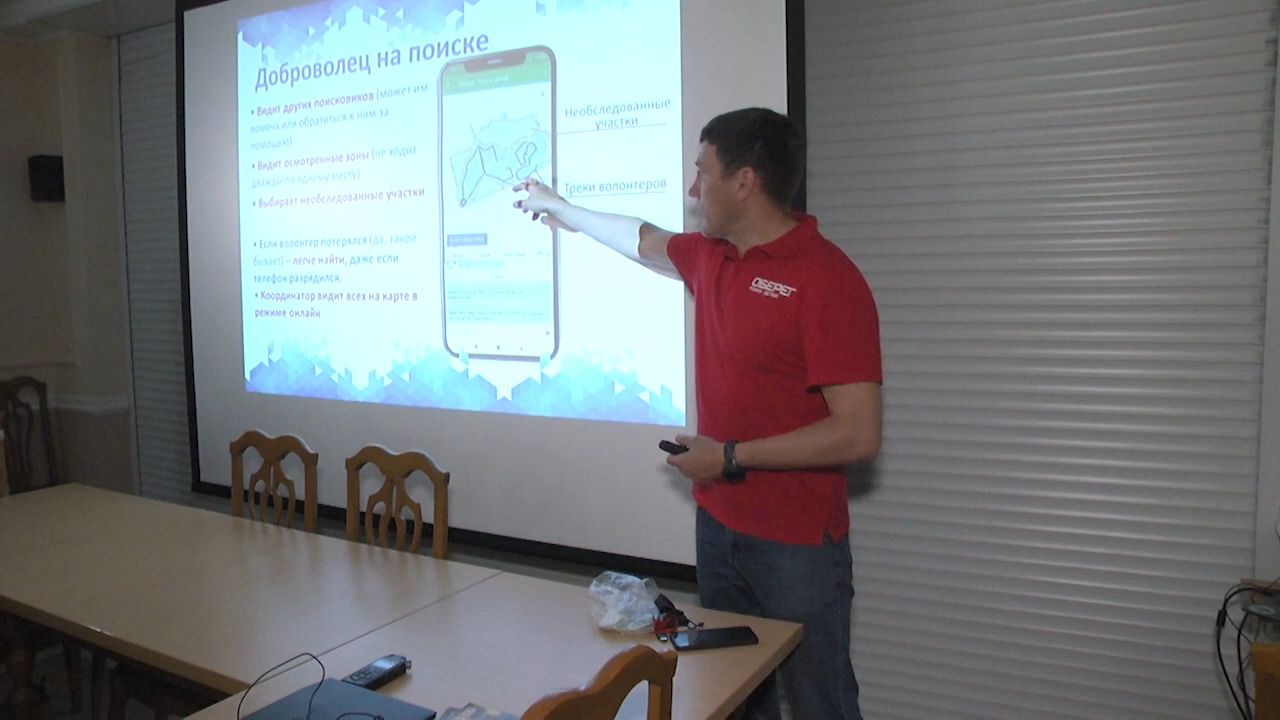 Доброволец на поиске
• Видит других поисковиков (может им
помочь или обратиться к ним за
помощью)
• Видит осмотренные зоны (не ходит
дважды по одному месту)
• Выбирает необследованные участки
• Если волонтер потерялся (да, такое
бывает) – легче найти, даже если
телефон разрядился.
• Координатор видит всех на карте в
режиме онлайн
Необследованные
участки
Треки волонтеров
ОБЕРЕГ